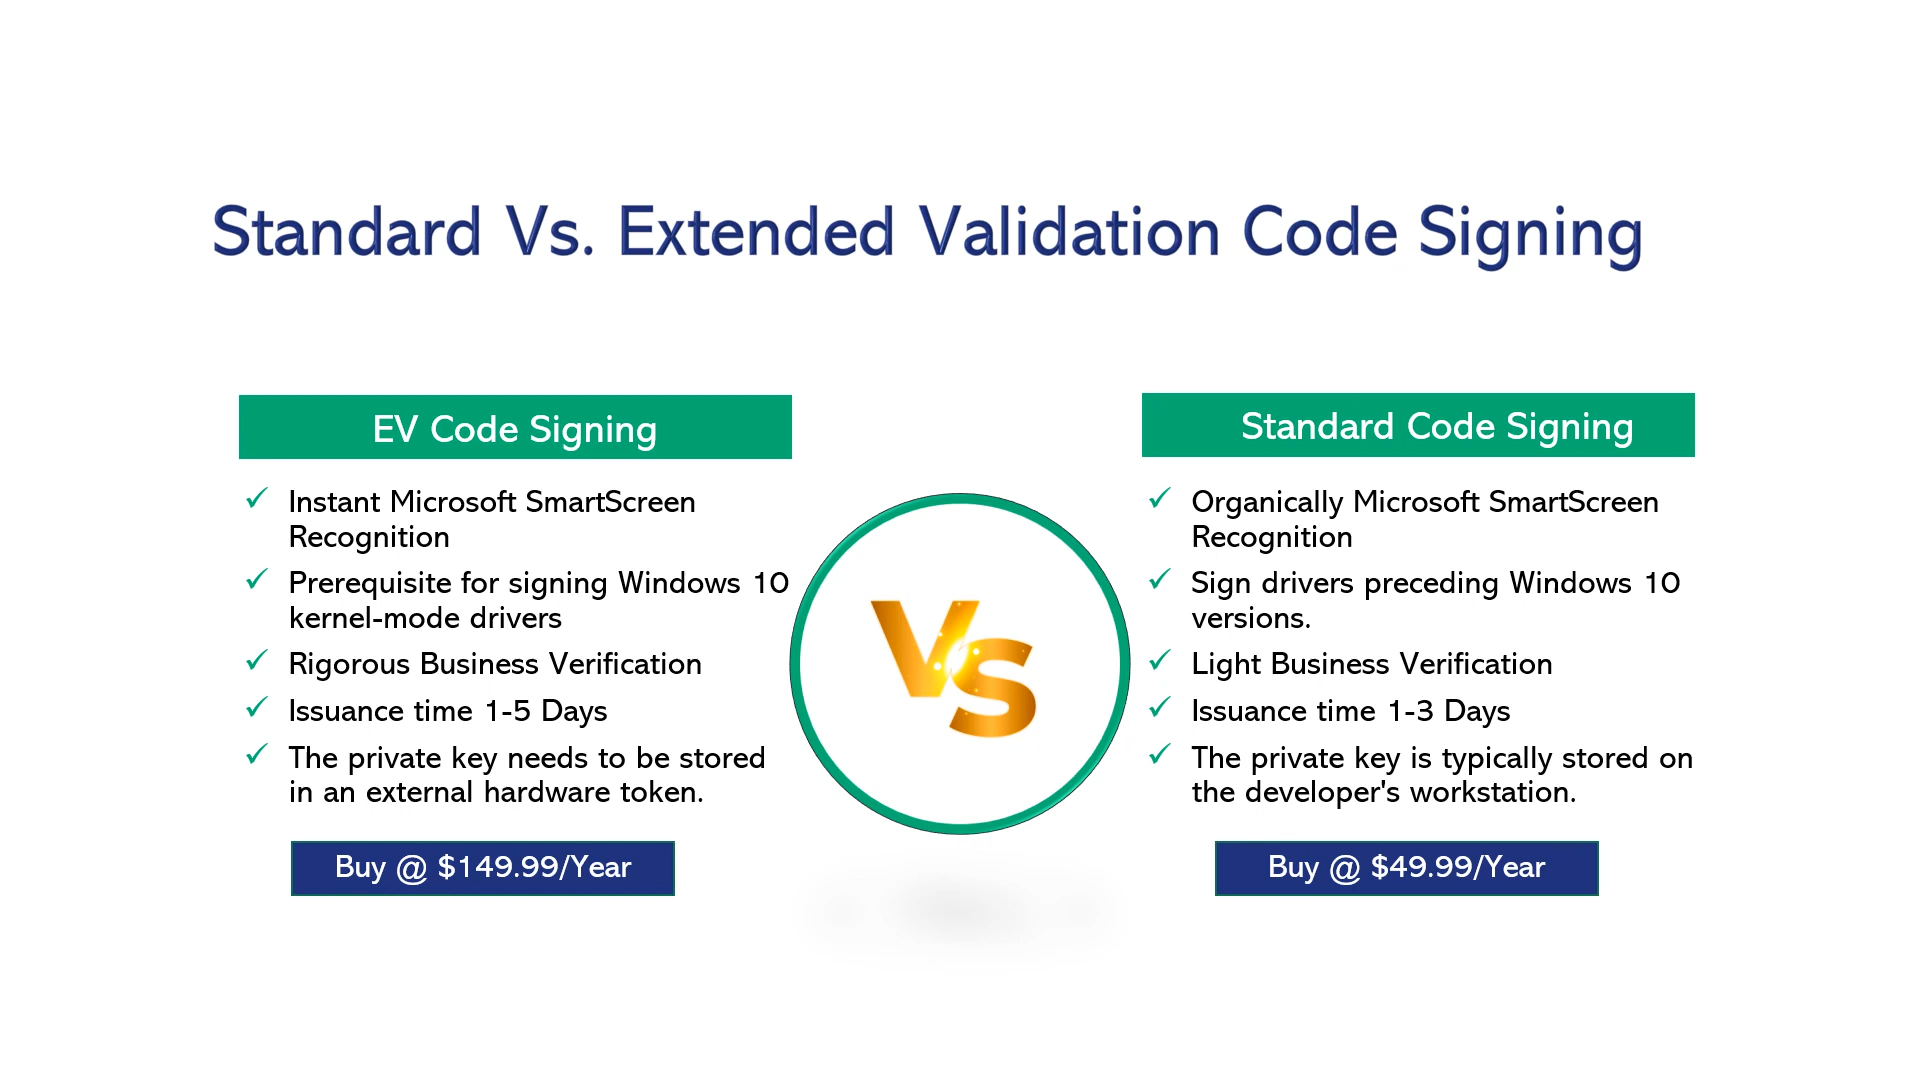 Standard Vs. Extended Validation Code Signing
EV Code Signing
Instant Microsoft SmartScreen
Recognition
Prerequisite for signing Windows 10
kernel-mode drivers
Rigorous Business Verification
Issuance time 1-5 Days
The private key needs to be stored
in an external hardware token.
Buy @ $149.99/Year
VS
Standard Code Signing
Organically Microsoft SmartScreen
Recognition
Sign drivers preceding Windows 10
versions.
Light Business Verification
Issuance time 1-3 Days
The private key is typically stored on
the developer's workstation.
Buy @ $49.99/Year